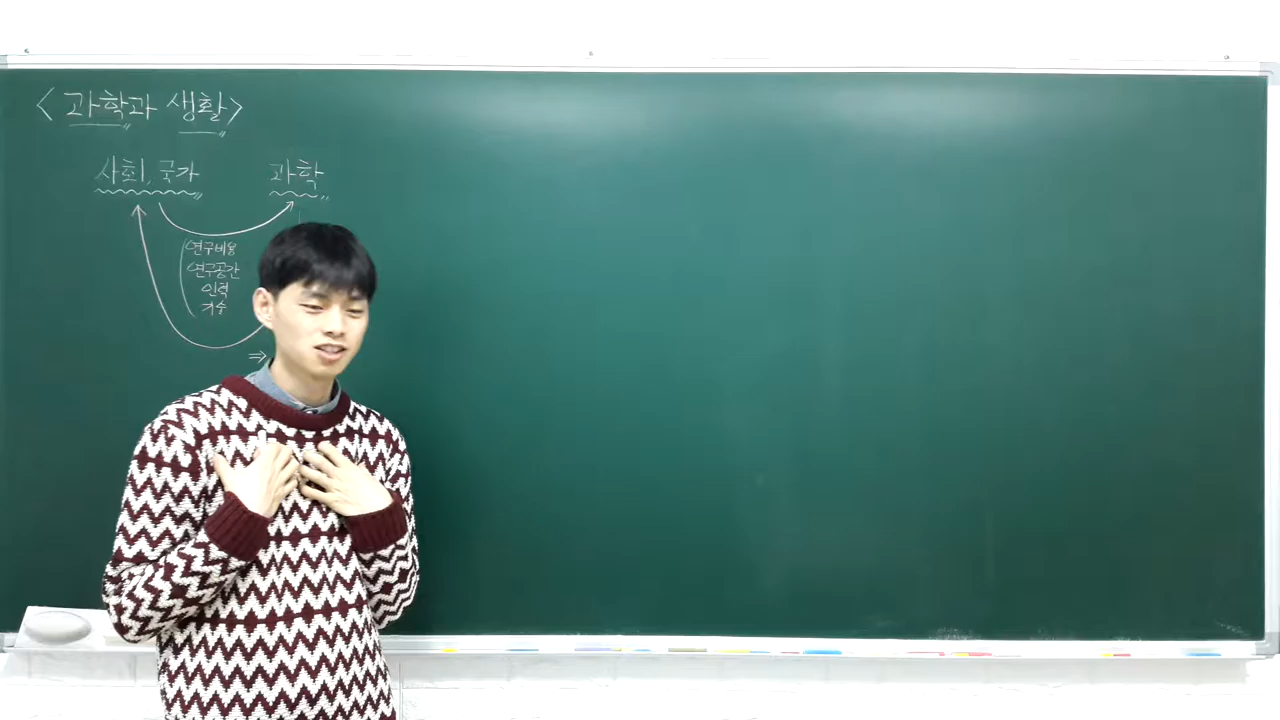 <과학과 생활>
사회, 국가 과학
연구비용
연구공간
인력
기술
⇒